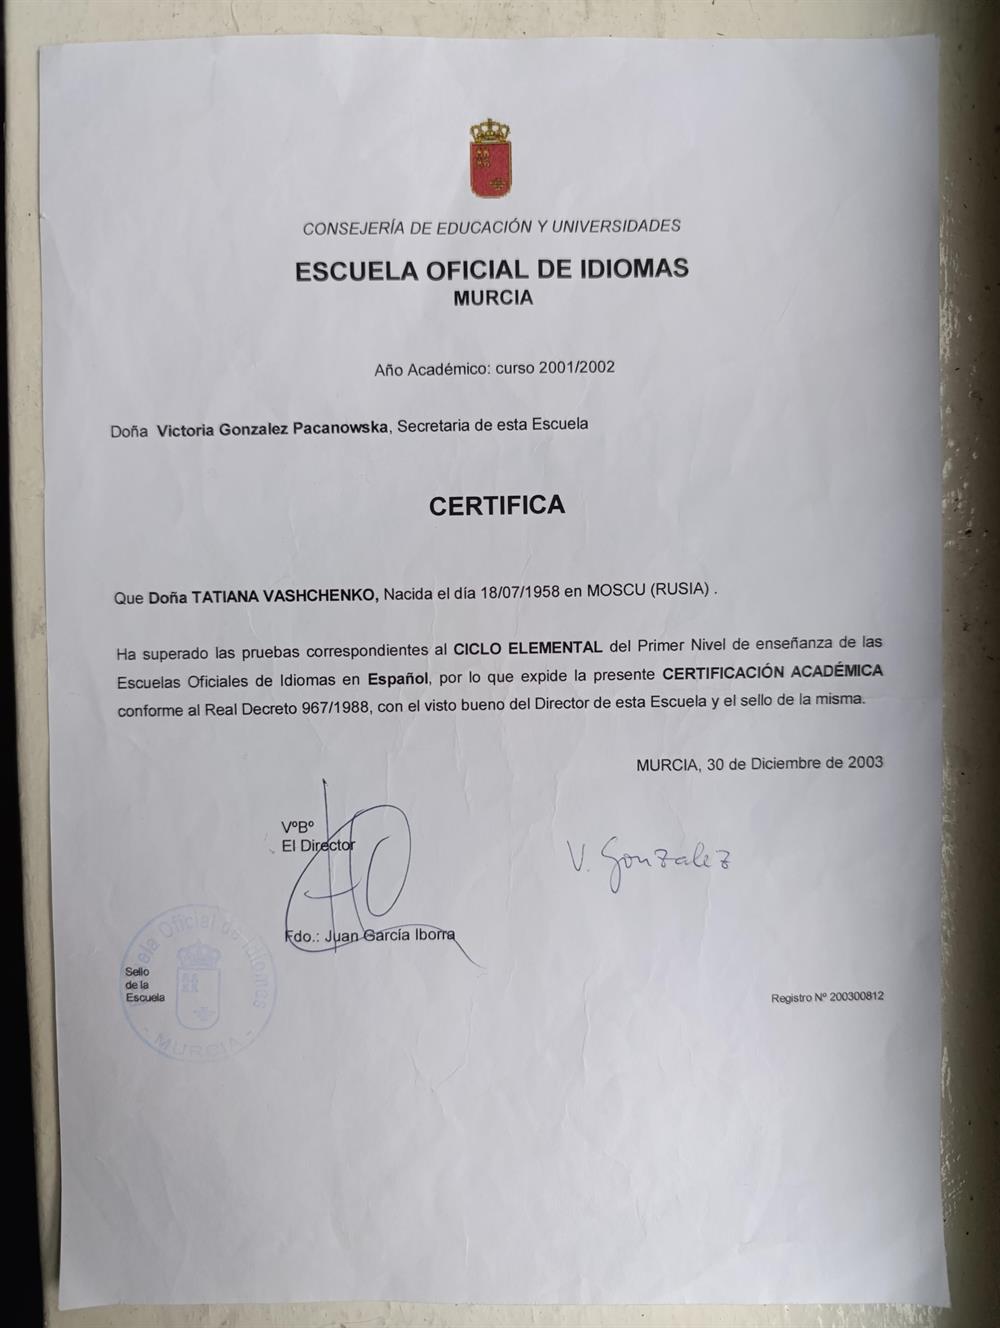 CONSEJERÍA DE EDUCACIÓN Y UNIVERSIDADES
ESCUELA OFICIAL DE IDIOMAS
MURCIA
Año Académico: curso 2001/2002
Doña Victoria Gonzalez Pacanowska, Secretaria de esta Escuela
CERTIFICA
Que Doña TATIANA VASHCHENKO, Nacida el día 18/07/1958 en MOSCU (RUSIA) .
Ha superado las pruebas correspondientes al CICLO ELEMENTAL del Primer Nivel de enseñanza de las
Escuelas Oficiales de Idiomas en Español, por lo que expide la presente CERTIFICACIÓN ACADÉMICA
conforme al Real Decreto 967/1988, con el visto bueno del Director de esta Escuela y el sello de la misma.
MURCIA, 30 de Diciembre de 2003
VºBº
El Director
V. Gonzalez
Fdo.: Juan García Iborra
Escuela Oficial de Idiomas
- MURCIA -
Sello
de la
Escuela
Registro Nº 200300812